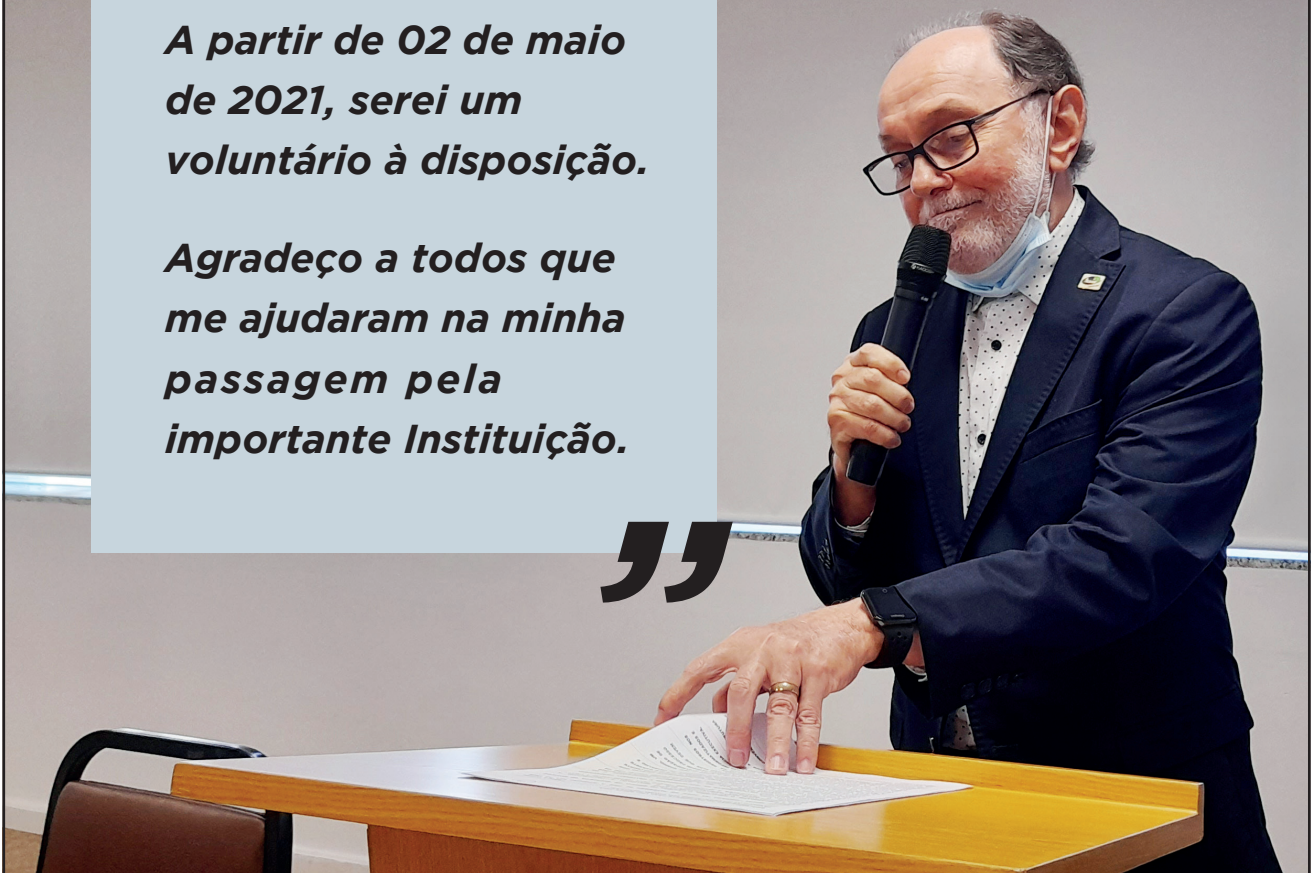 A partir de 02 de maio
de 2021, serei um
voluntário à disposição.
Agradeço a todos que
me ajudaram na minha
passagem pela
importante Instituição.
”